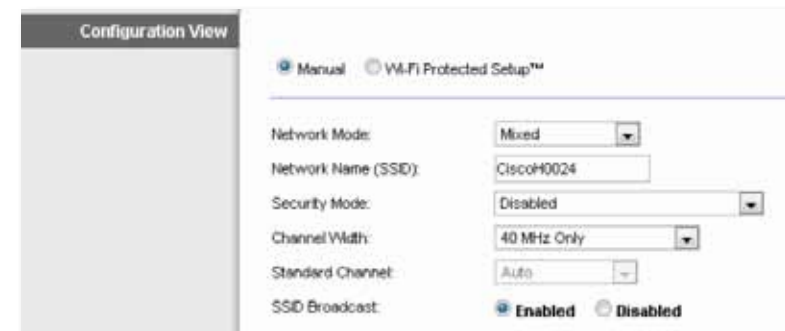 Configuration View
Manual Wi-Fi Protected Setup™
Network Mode: Mixed
Network Name (SSID): CiscoH0024
Security Mode: Disabled
Channel Width: 40 MHz Only
Standard Channel: Auto
SSID Broadcast: Enabled Disabled